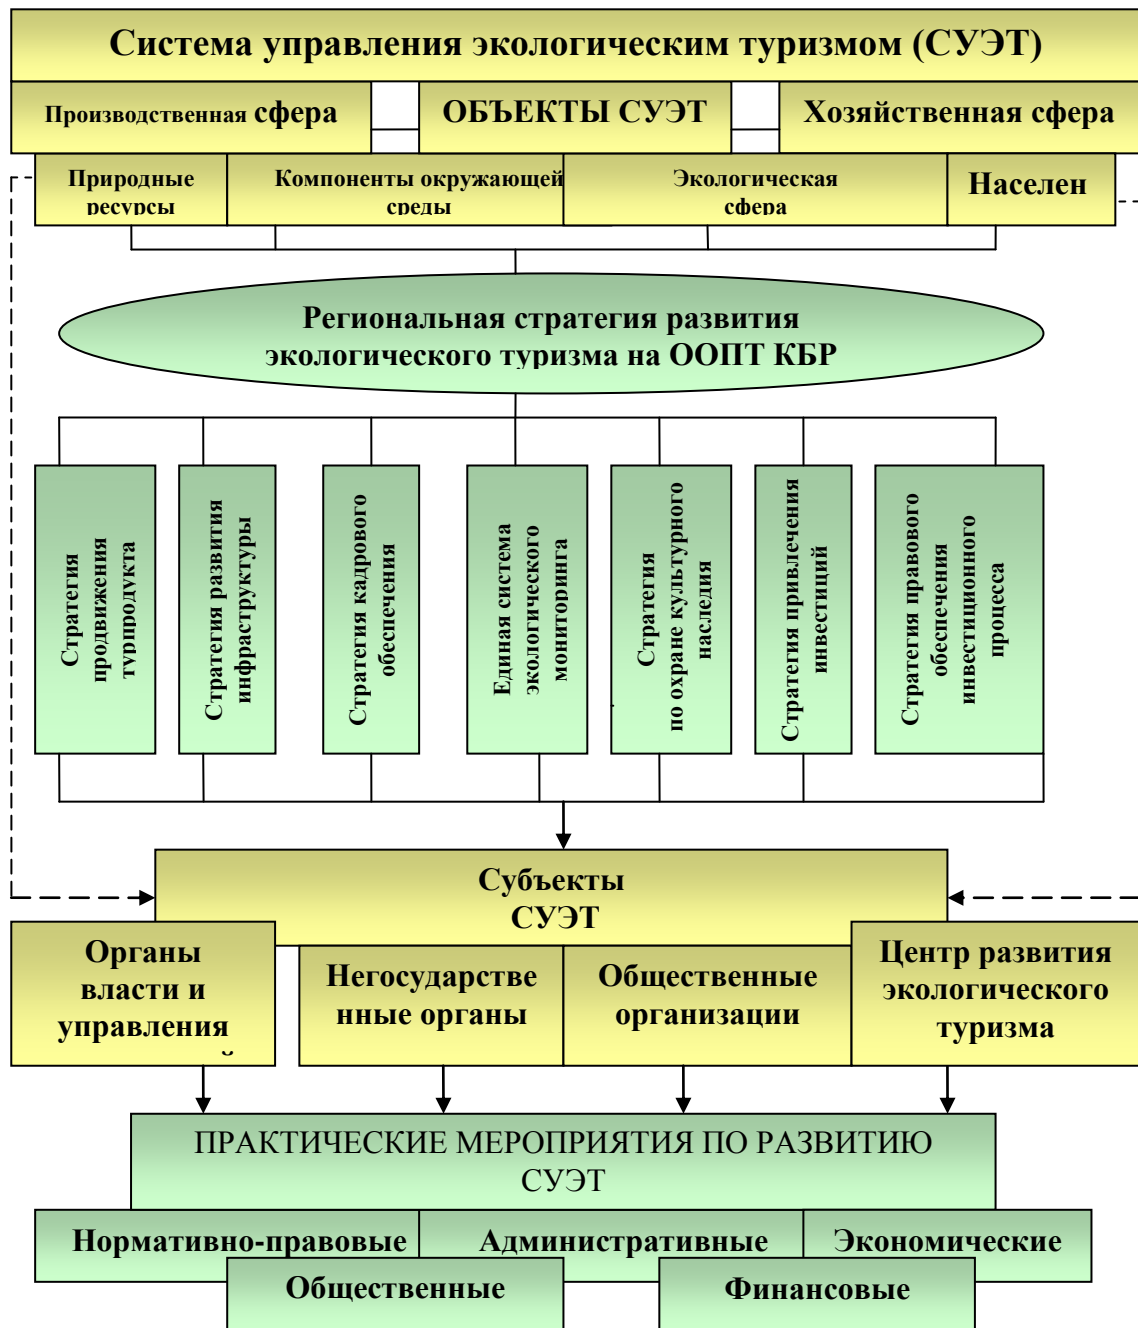 Система управления экологическим туризмом (СУЭТ)
Производственная сфера
ОБЪЕКТЫ СУЭТ
Хозяйственная сфера
Природные
ресурсы
Компоненты окружающей
среды
Экологическая
сфера
Населен
Региональная стратегия развития
экологического туризма на ООПТ КБР
Стратегия
продвижения
турпродукта
Стратегия развития
инфраструктуры
Стратегия кадрового
обеспечения
Единая система
экологического
мониторинга
Стратегия
по охране культурного
наследия
Стратегия привлечения
инвестиций
Стратегия правового
обеспечения
инвестиционного
процесса
Субъекты
СУЭТ
Органы
власти и
управления
Негосударстве
нные органы
Общественные
организации
Центр развития
экологического
туризма
ПРАКТИЧЕСКИЕ МЕРОПРИЯТИЯ ПО РАЗВИТИЮ
СУЭТ
Нормативно-правовые
Административные
Экономические
Общественные
Финансовые